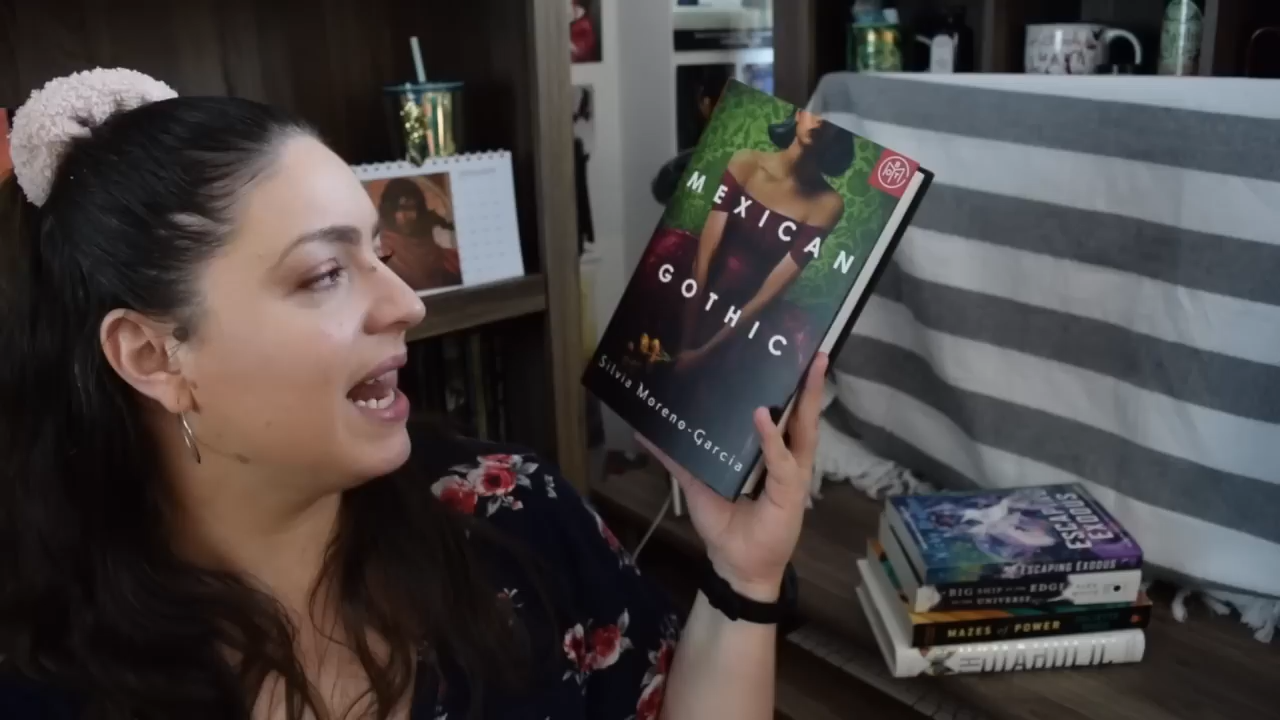 MEXICAN
GOTHIC
Silvia Moreno-Garcia
ESCAPING
EXODUS
ESCAPING EXODUS
BIG SHIP AT THE EDGE
OF THE UNIVERSE
MAZES of POWER